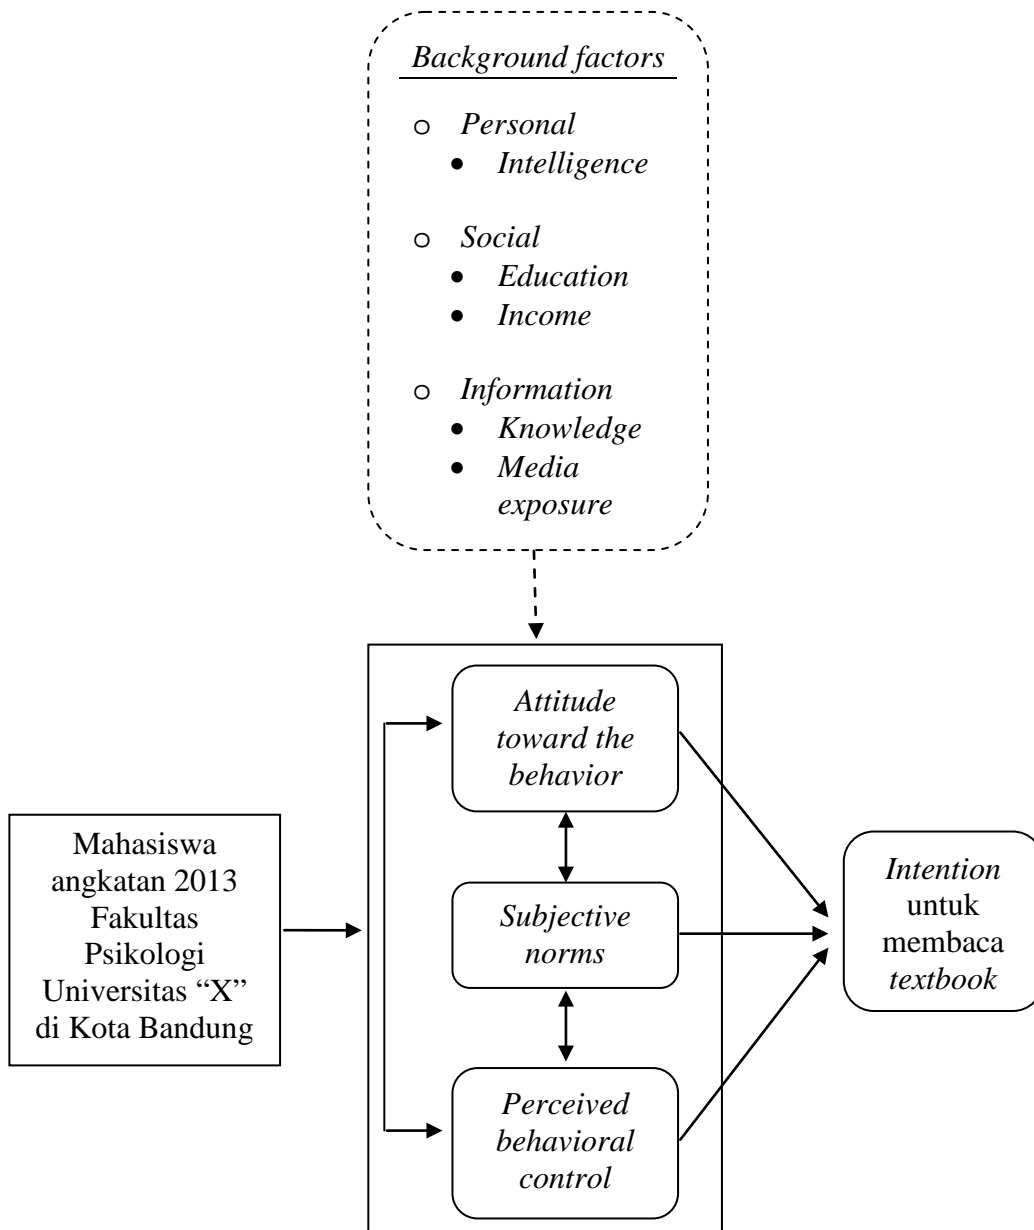 Background factors
o Personal
• Intelligence
o Social
• Education
• Income
o Information
• Knowledge
• Media
exposure
Attitude
toward the
behavior
Mahasiswa
angkatan 2013
Fakultas
Psikologi
Universitas “X”
di Kota Bandung
Subjective
norms
Intention
untuk
membaca
textbook
Perceived
behavioral
control